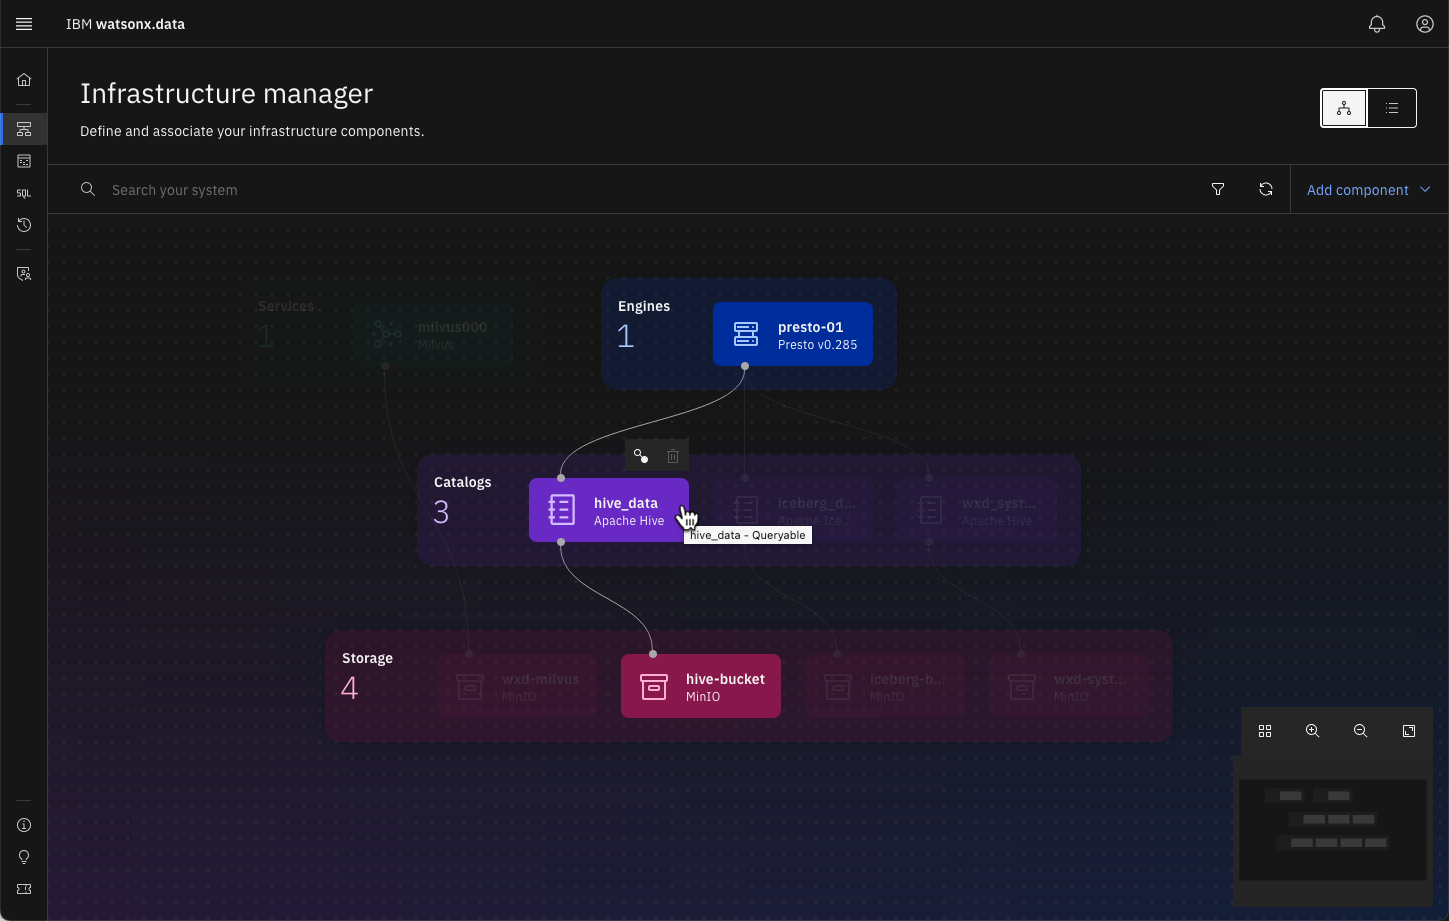 IBM watsonx.data
Infrastructure manager
Define and associate your infrastructure components.
Search your system
Add component
SQL
Services
1
milvus000
Milvus
Engines
1
presto-01
Presto v0.285
Catalogs
3
hive_data
Apache Hive
iceberg_d...
Apache Ice...
wxd_syst...
Apache Hive
hive_data - Queryable
Storage
4
wxd-milvus
MinIO
hive-bucket
MinIO
iceberg-b...
MinIO
wxd-syst...
MinIO